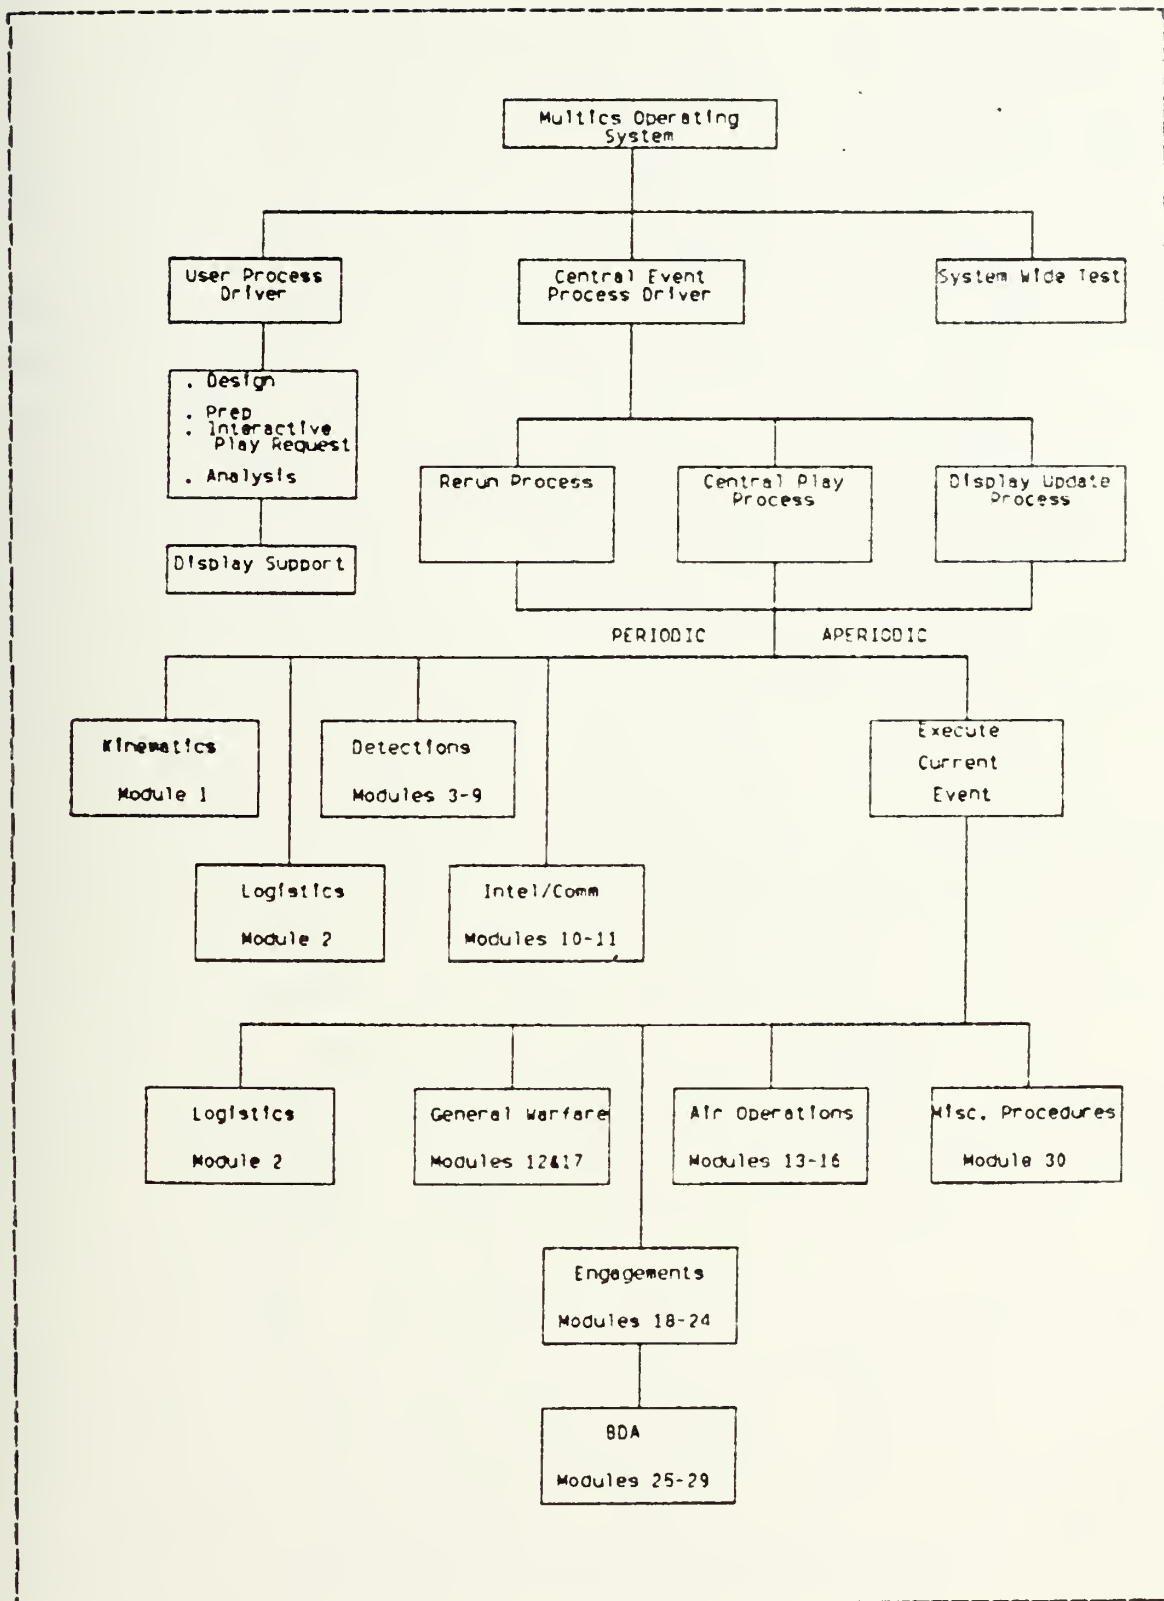 Multics Operating
System
User Process
Driver
Central Event
Process Driver
System Wide Test
. Design
. Prep
. Interactive
Play Request
. Analysis
Display Support
Rerun Process
Central Play
Process
Display Update
Process
PERIODIC
APERIODIC
Kinematics
Module 1
Detections
Modules 3-9
Execute
Current
Event
Logistics
Module 2
Intel/Comm
Modules 10-11
Logistics
Module 2
General Warfare
Modules 12&17
Air Operations
Modules 13-16
Misc. Procedures
Module 30
Engagements
Modules 18-24
BDA
Modules 25-29